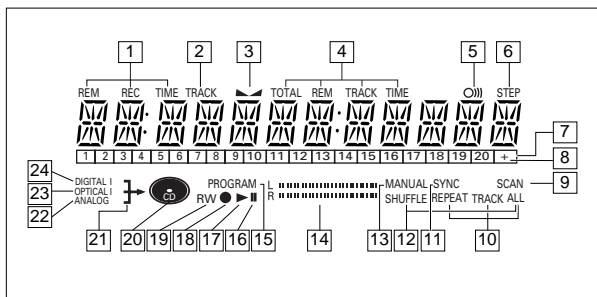 1 2 3 4 5 6
REM REC TIME TRACK TOTAL REM TRACK TIME STEP
1 2 3 4 5 6 7 8 9 10 11 12 13 14 15 16 17 18 19 20 + 7
8
24 DIGITAL I PROGRAM L MANUAL SYNC SCAN 9
23 OPTICAL I CD RW R SHUFFLE REPEAT TRACK ALL
22 ANALOG
21 20 19 18 17 16 15 14 13 12 11 10